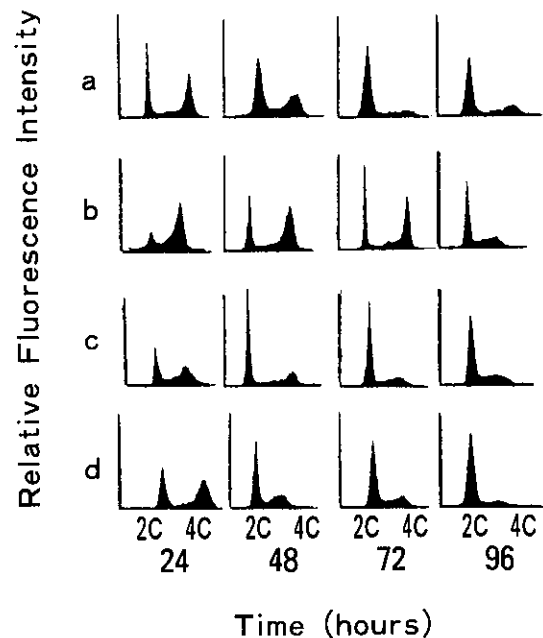 Relative Fluorescence Intensity
a
b
c
d
2C 4C 2C 4C 2C 4C 2C 4C
24 48 72 96
Time (hours)